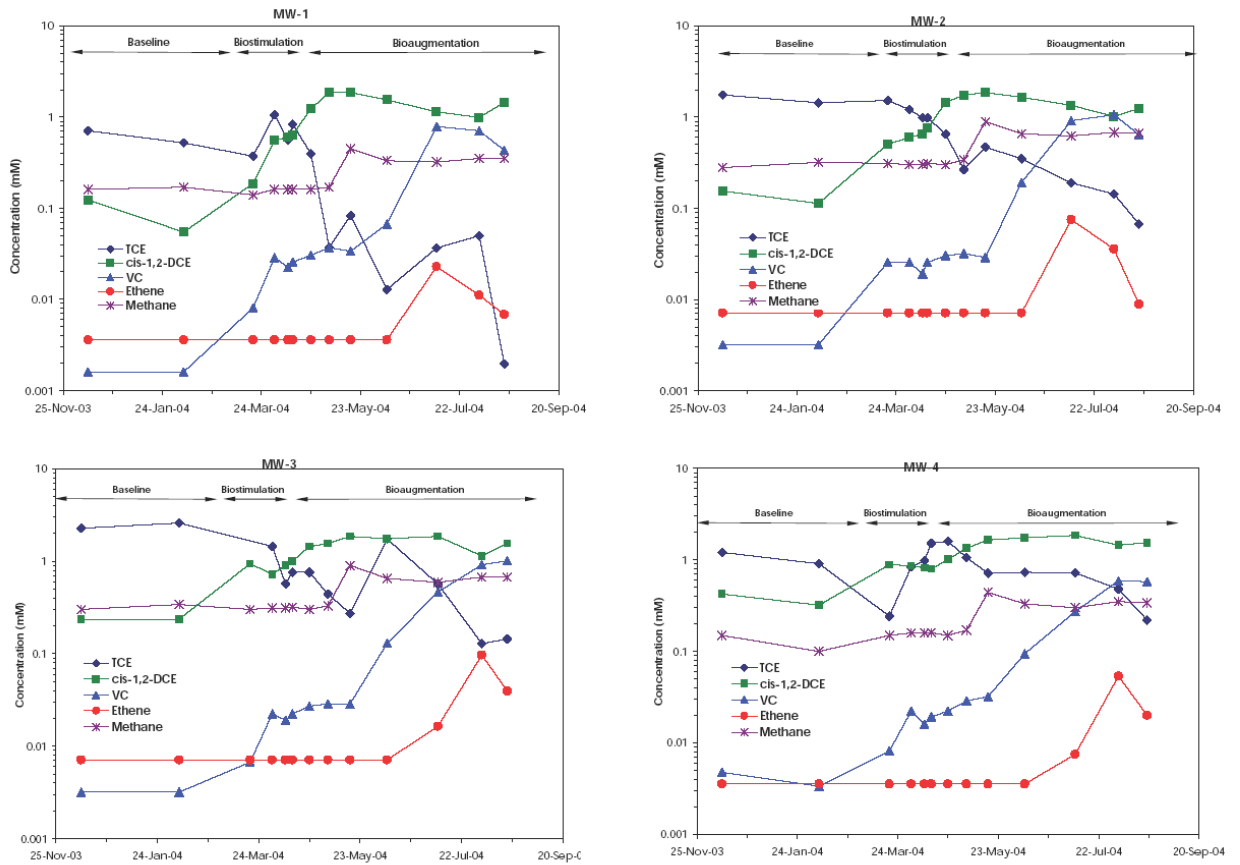 MW-1
Baseline
Biostimulation
Bioaugmentation
10
1
0.1
0.01
0.001
Concentration (mM)
TCE
cis-1,2-DCE
VC
Ethene
Methane
25-Nov-03
24-Jan-04
24-Mar-04
23-May-04
22-Jul-04
20-Sep-04
MW-2
Baseline
Biostimulation
Bioaugmentation
10
1
0.1
0.01
0.001
Concentration (mM)
TCE
cis-1,2-DCE
VC
Ethene
Methane
25-Nov-03
24-Jan-04
24-Mar-04
23-May-04
22-Jul-04
20-Sep-04
MW-3
Baseline
Biostimulation
Bioaugmentation
10
1
0.1
0.01
0.001
Concentration (mM)
TCE
cis-1,2-DCE
VC
Ethene
Methane
25-Nov-03
24-Jan-04
24-Mar-04
23-May-04
22-Jul-04
20-Sep-04
MW-4
Baseline
Biostimulation
Bioaugmentation
10
1
0.1
0.01
0.001
Concentration (mM)
TCE
cis-1,2-DCE
VC
Ethene
Methane
25-Nov-03
24-Jan-04
24-Mar-04
23-May-04
22-Jul-04
20-Sep-04